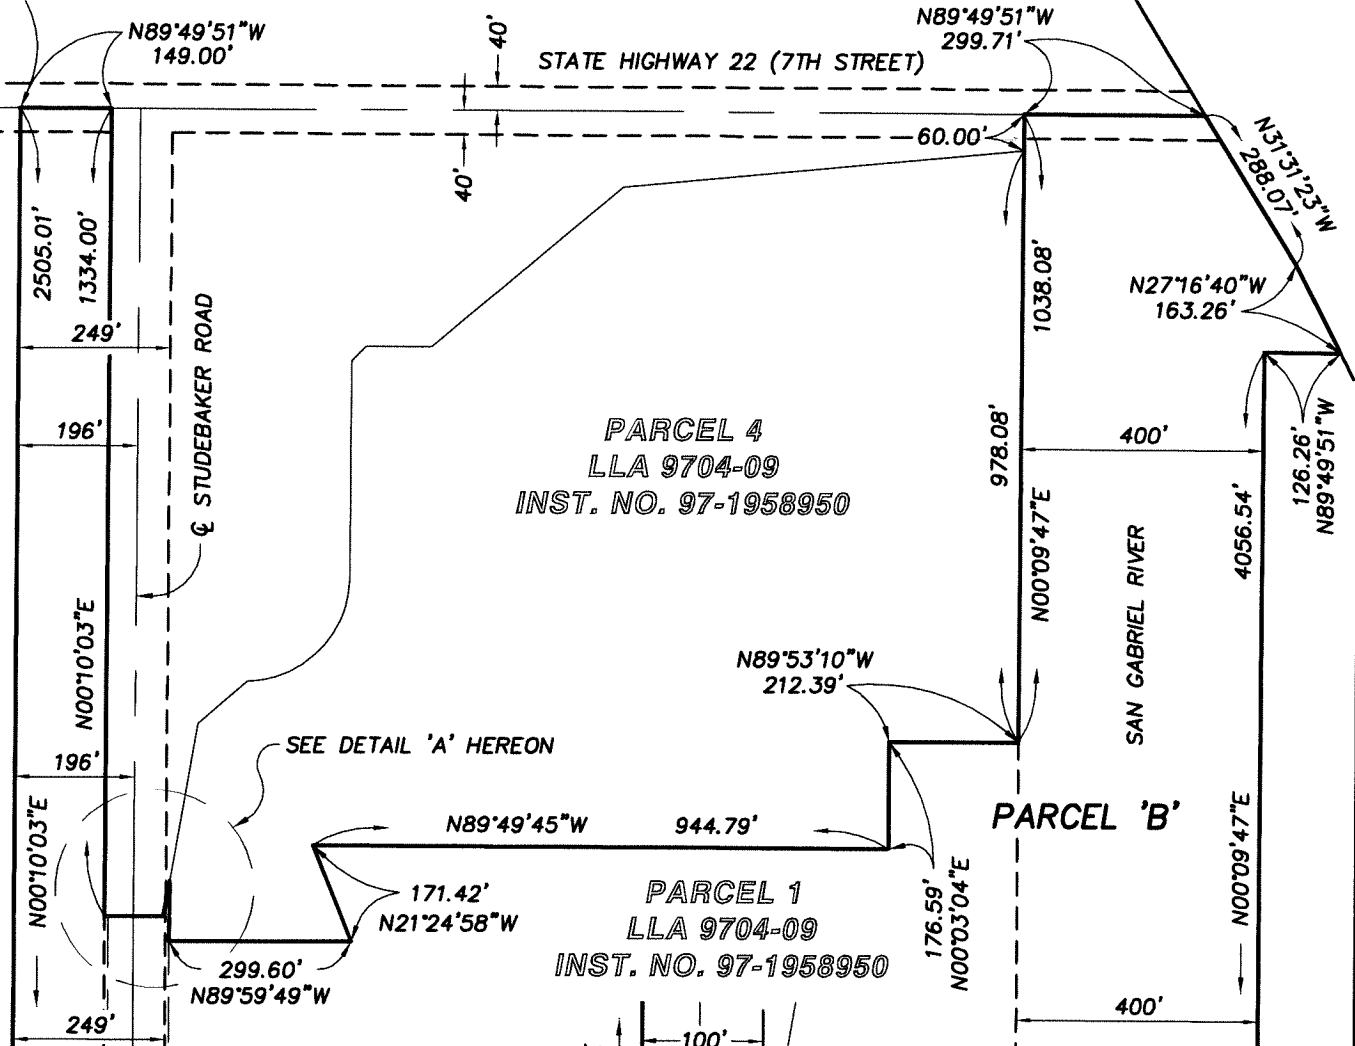 N89°49'51"W
149.00'
40'
STATE HIGHWAY 22 (7TH STREET)
N89°49'51"W
299.71'
60.00'
40'
N31°31'23"W
288.07'
2505.01'
1334.00'
249'
℄ STUDEBAKER ROAD
1038.08'
N27°16'40"W
163.26'
196'
PARCEL 4
LLA 9704-09
INST. NO. 97-1958950
978.08'
400'
126.26'
N89°49'51"W
4056.54'
N00°09'47"E
SAN GABRIEL RIVER
N00°10'03"E
N89°53'10"W
212.39'
196'
SEE DETAIL 'A' HEREON
N00°10'03"E
N89°49'45"W 944.79'
PARCEL 'B'
N00°09'47"E
171.42'
N21°24'58"W
PARCEL 1
LLA 9704-09
INST. NO. 97-1958950
176.59'
N00°03'04"E
299.60'
N89°59'49"W
249'
100'
400'